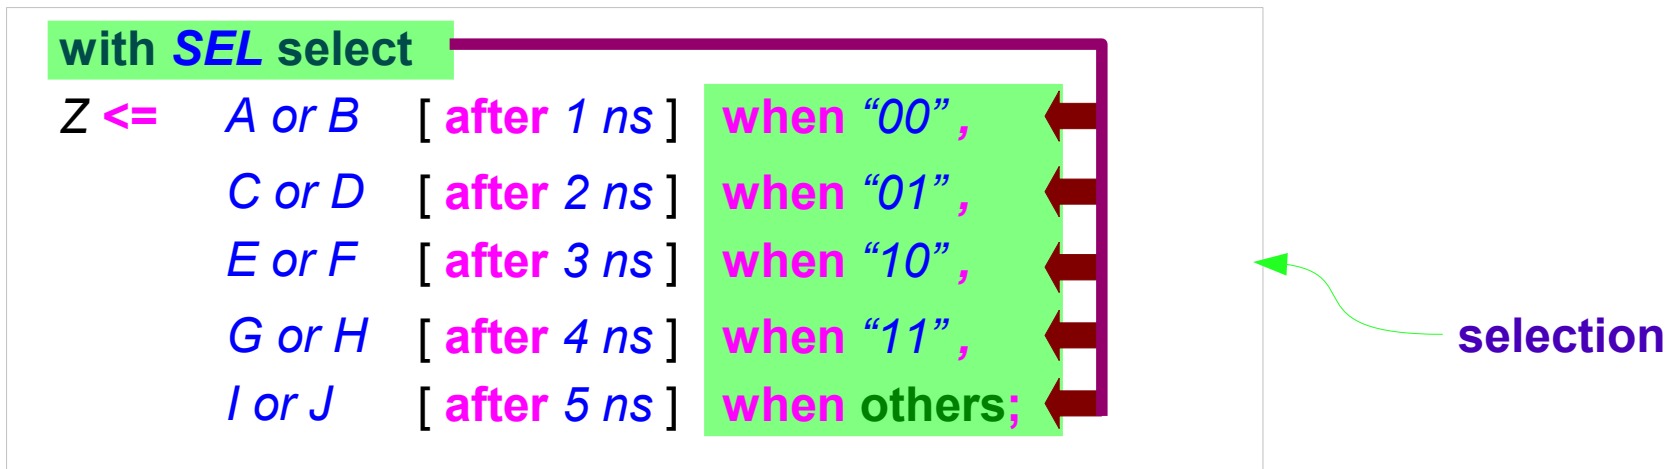 with SEL select
Z <= A or B [ after 1 ns ] when “00” ,
C or D [ after 2 ns ] when “01” ,
E or F [ after 3 ns ] when “10” ,
G or H [ after 4 ns ] when “11” ,
I or J [ after 5 ns ] when others;
selection